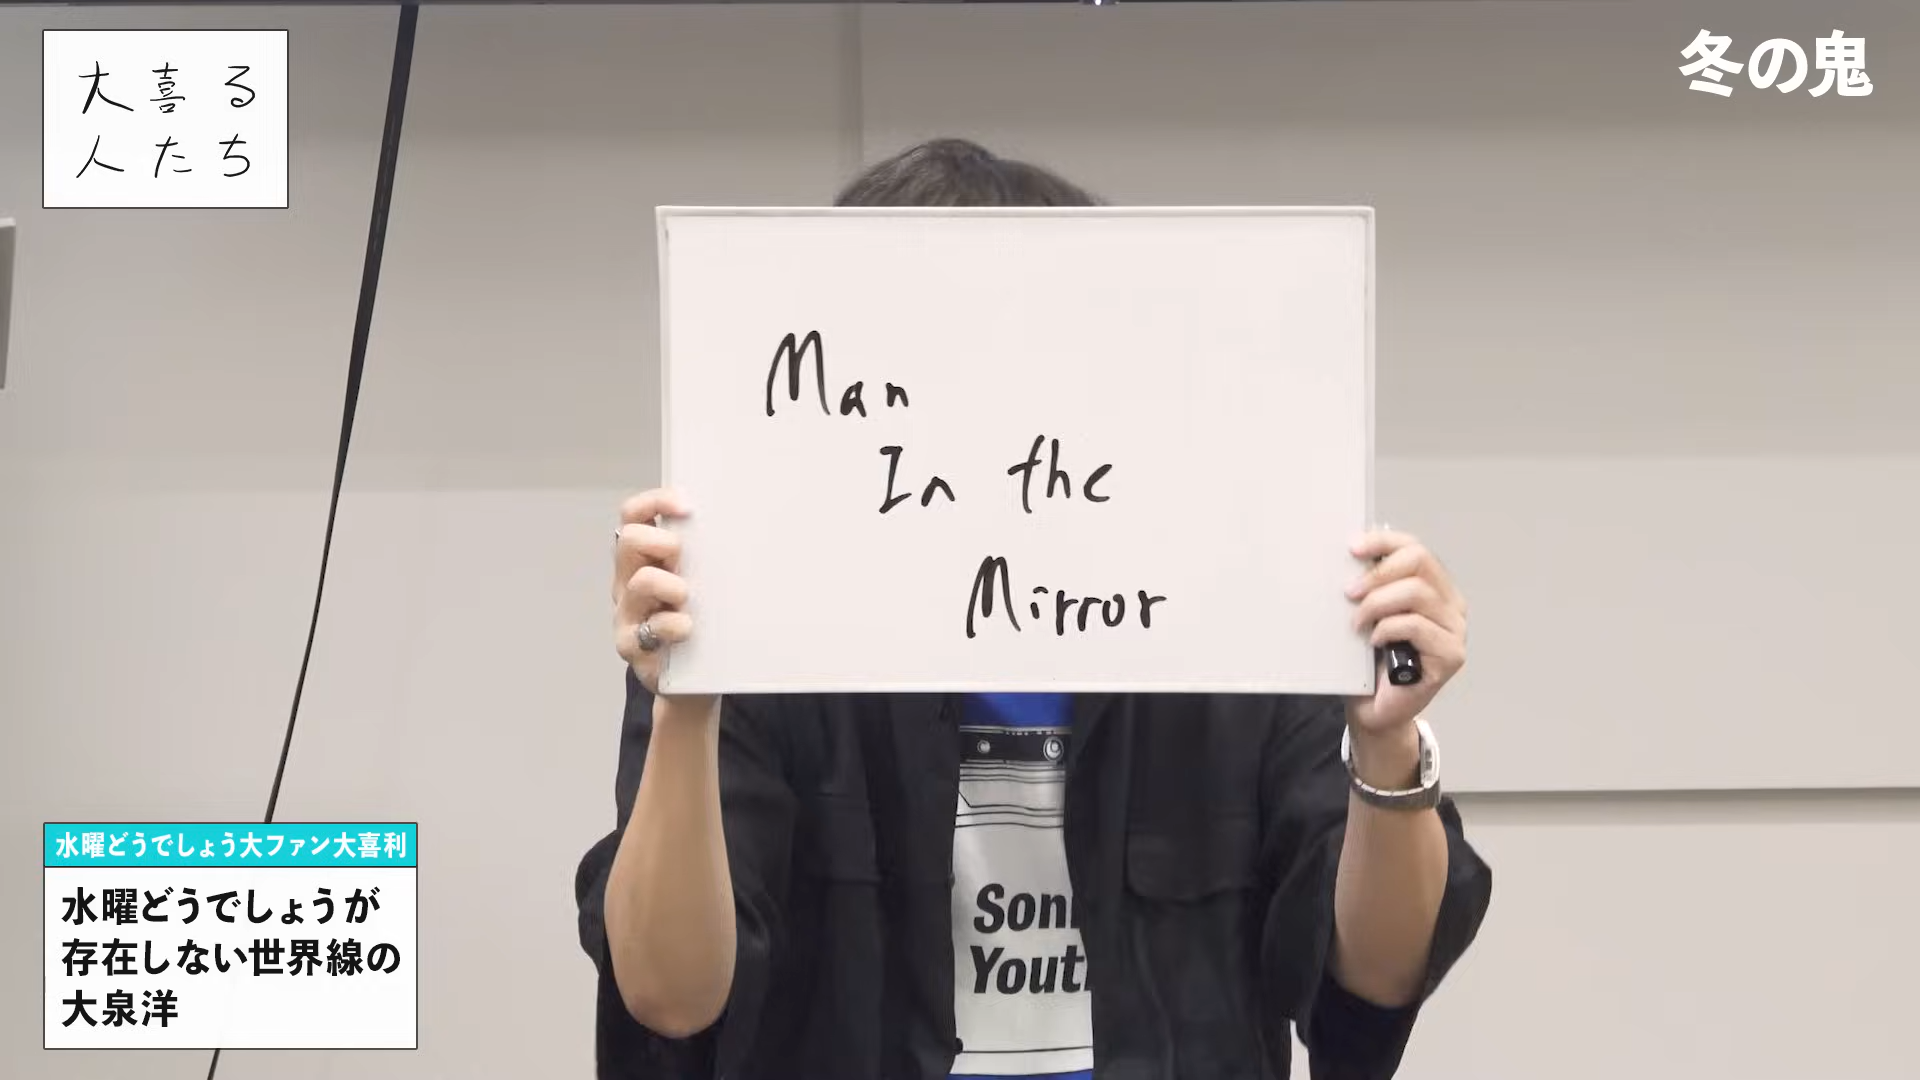 大喜る
人たち
冬の鬼
Man
In the
Mirror
水曜どうでしょう大ファン大喜利
水曜どうでしょうが
存在しない世界線の
大泉洋